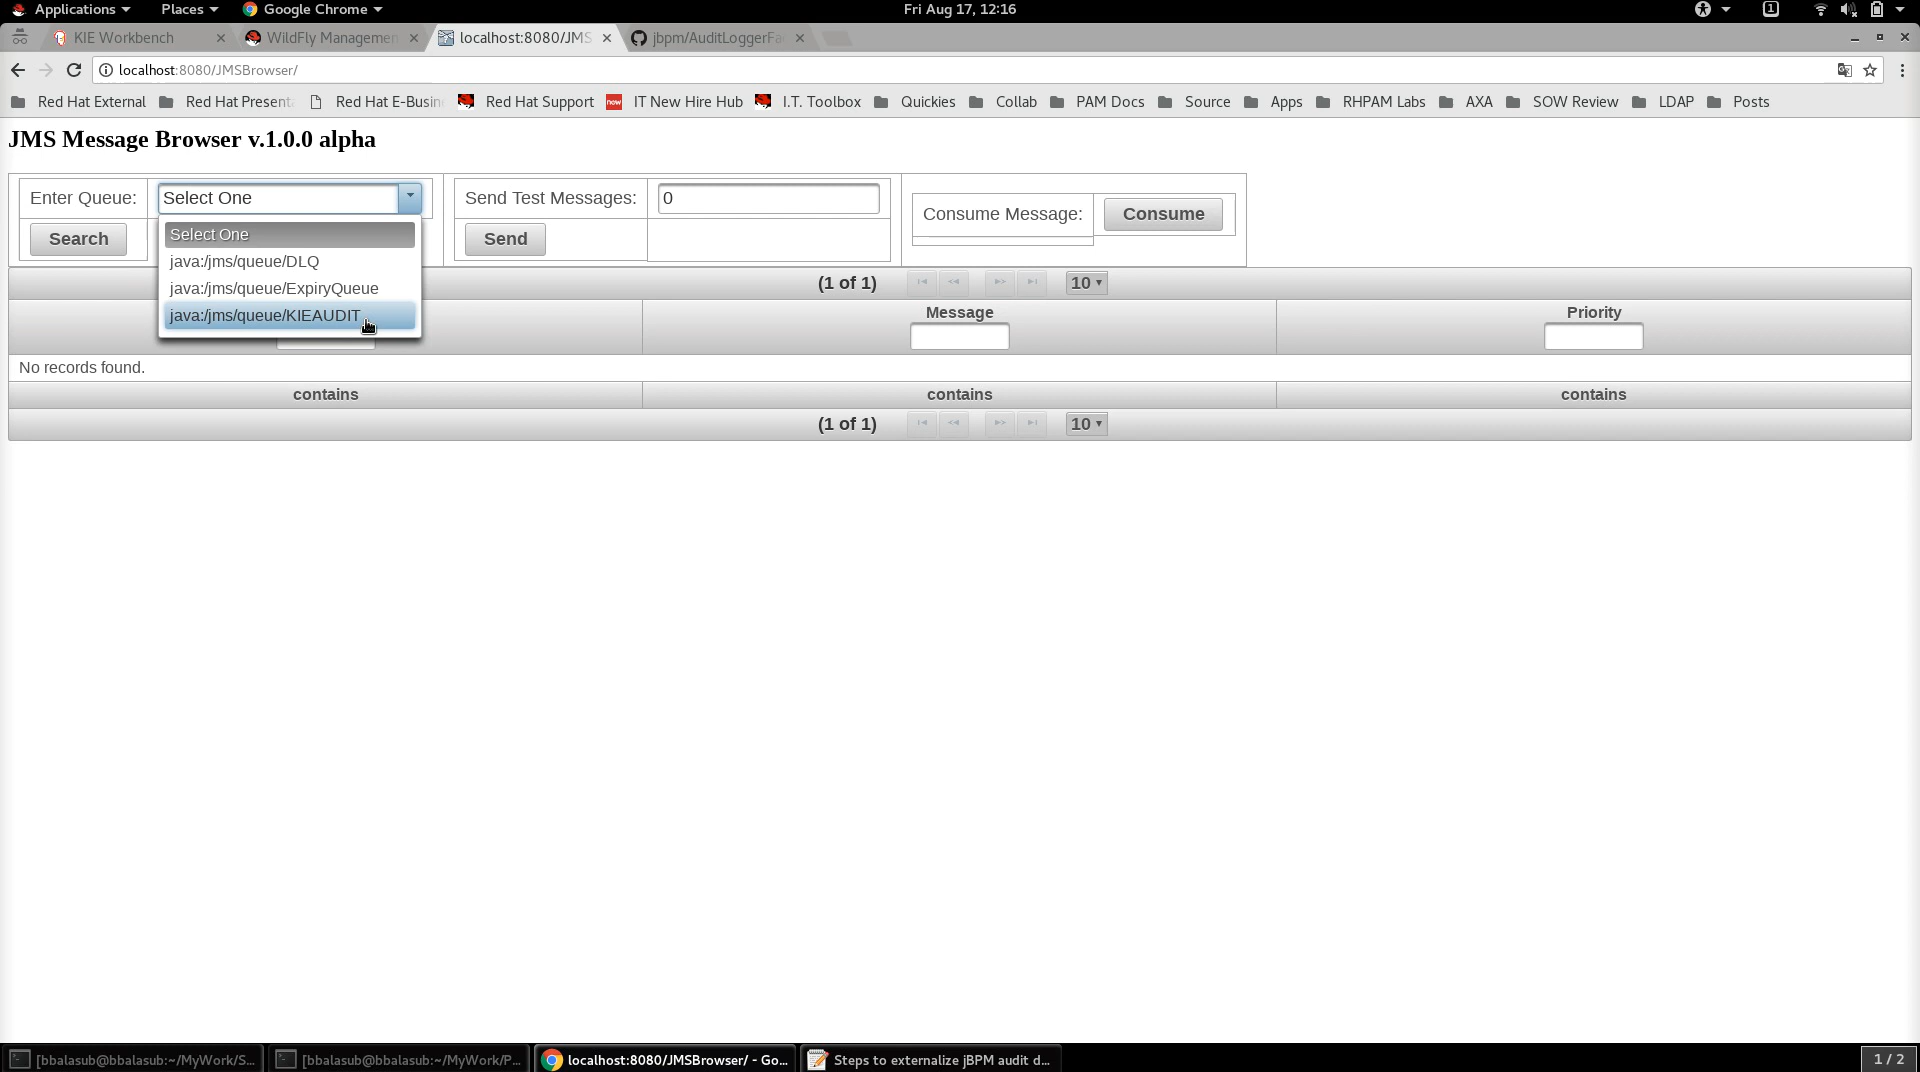 Applications Places Google Chrome Fri Aug 17, 12:16 1
KIE Workbench WildFly Managemen localhost:8080/JMS jbpm/AuditLoggerFa
localhost:8080/JMSBrowser/
Red Hat External Red Hat Present Red Hat E-Busin Red Hat Support now IT New Hire Hub I.T. Toolbox Quickies Collab PAM Docs Source Apps RHPAM Labs AXA SOW Review LDAP Posts
JMS Message Browser v.1.0.0 alpha
Enter Queue: Select One Send Test Messages: 0 Consume Message: Consume
Search Send
Select One
java:/jms/queue/DLQ
java:/jms/queue/ExpiryQueue
java:/jms/queue/KIEAUDIT
(1 of 1) 10
Message Priority
No records found.
contains contains contains
(1 of 1) 10
[bbalasub@bbalasub:~/MyWork/S... [bbalasub@bbalasub:~/MyWork/P... localhost:8080/JMSBrowser/ - Go... Steps to externalize jBPM audit d... 1 / 2